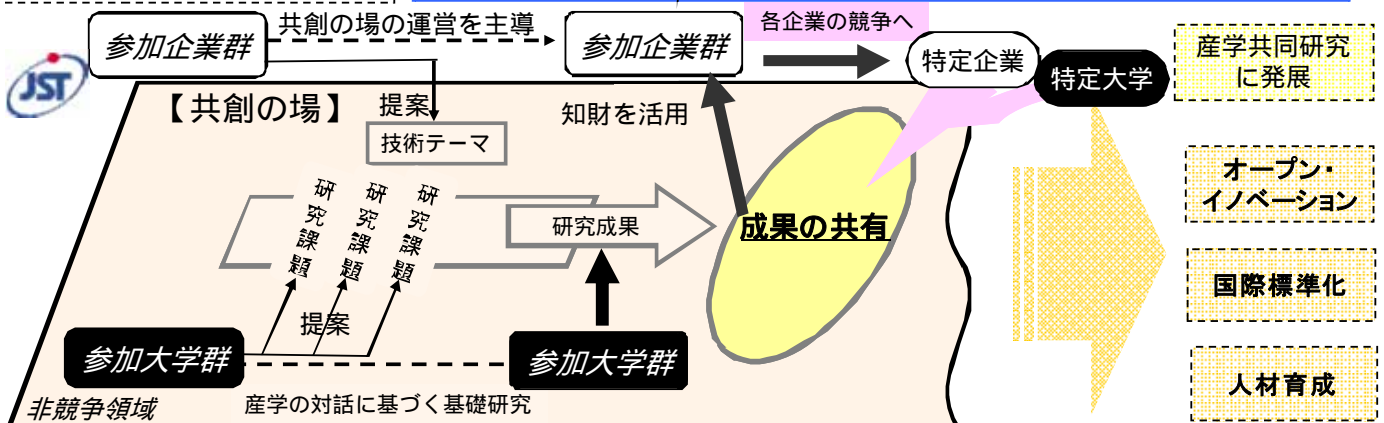 共創の場の運営を主導
参加企業群
参加企業群
各企業の競争へ
特定企業
特定大学
産学共同研究
に発展
JST
【共創の場】
提案
技術テーマ
知財を活用
研究課題
研究課題
研究課題
研究成果
成果の共有
オープン・
イノベーション
国際標準化
人材育成
提案
参加大学群
参加大学群
非競争領域
産学の対話に基づく基礎研究